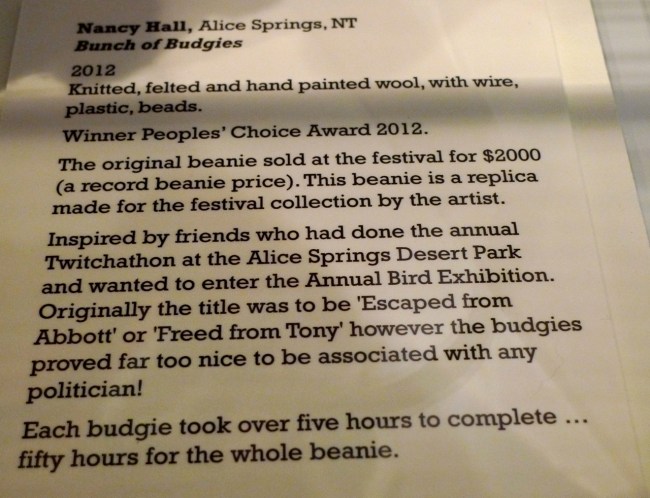 Nancy Hall, Alice Springs, NT
Bunch of Budgies
2012
Knitted, felted and hand painted wool, with wire,
plastic, beads.
Winner Peoples' Choice Award 2012.
The original beanie sold at the festival for $2000
(a record beanie price). This beanie is a replica
made for the festival collection by the artist.
Inspired by friends who had done the annual
Twitchathon at the Alice Springs Desert Park
and wanted to enter the Annual Bird Exhibition.
Originally the title was to be 'Escaped from
Abbott' or 'Freed from Tony' however the budgies
proved far too nice to be associated with any
politician!
Each budgie took over five hours to complete ...
fifty hours for the whole beanie.